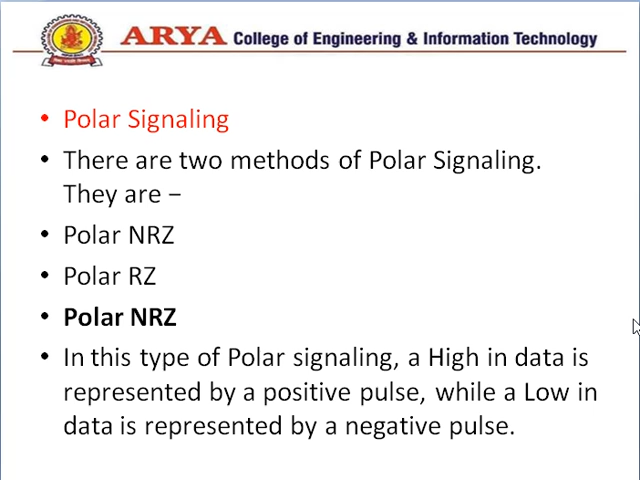 ARYA College of Engineering & Information Technology
• Polar Signaling
• There are two methods of Polar Signaling.
They are −
• Polar NRZ
• Polar RZ
• Polar NRZ
• In this type of Polar signaling, a High in data is
represented by a positive pulse, while a Low in
data is represented by a negative pulse.